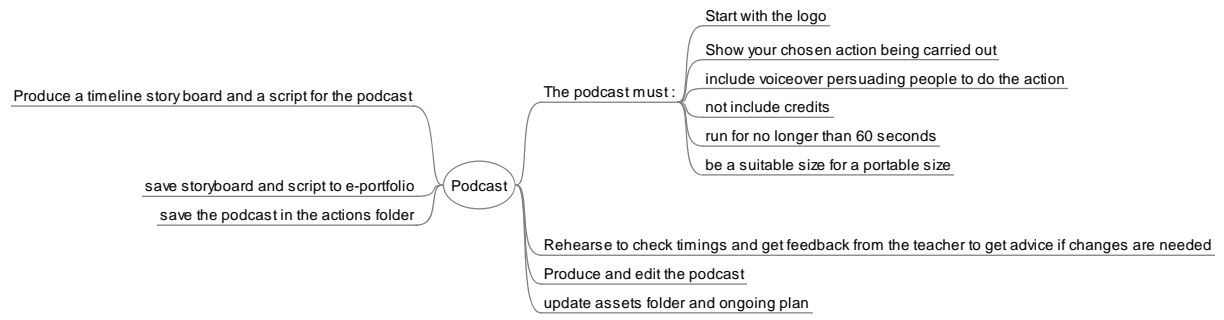 Produce a timeline story board and a script for the podcast
save storyboard and script to e-portfolio
save the podcast in the actions folder
Podcast
The podcast must :
Start with the logo
Show your chosen action being carried out
include voiceover persuading people to do the action
not include credits
run for no longer than 60 seconds
be a suitable size for a portable size
Rehearse to check timings and get feedback from the teacher to get advice if changes are needed
Produce and edit the podcast
update assets folder and ongoing plan